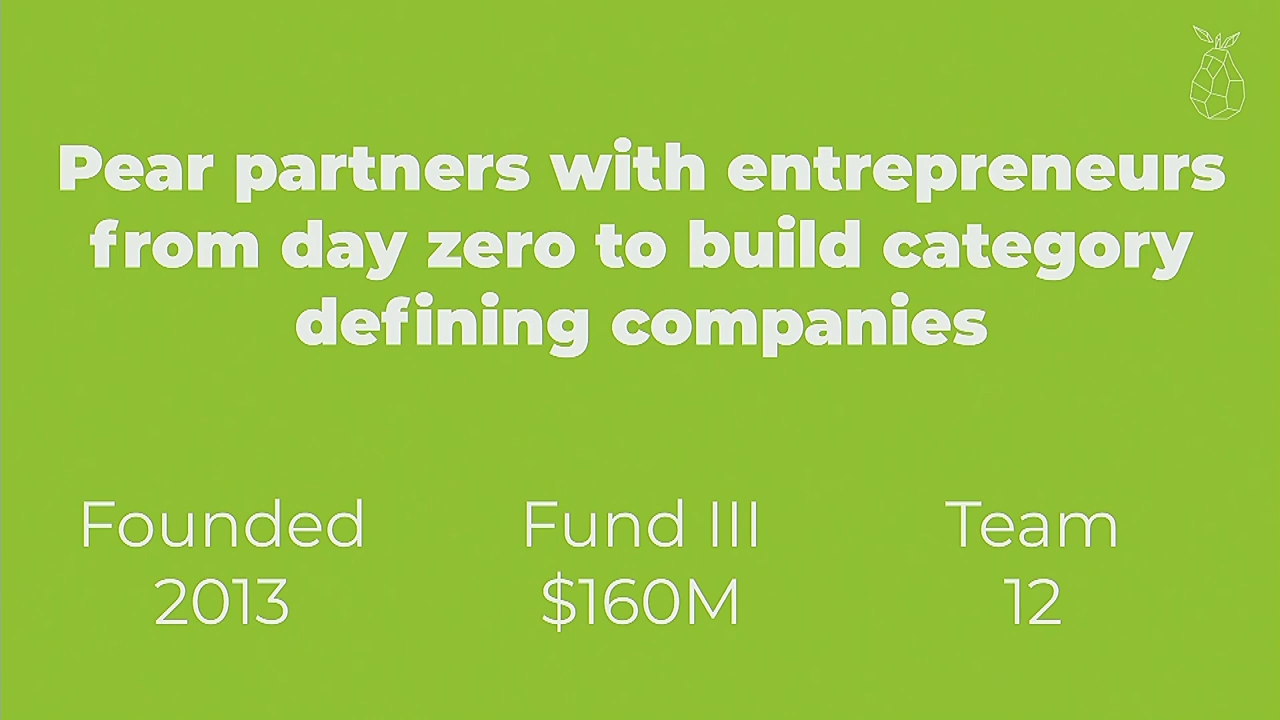 Pear partners with entrepreneurs
from day zero to build category
defining companies
Founded
2013
Fund III
$160M
Team
12